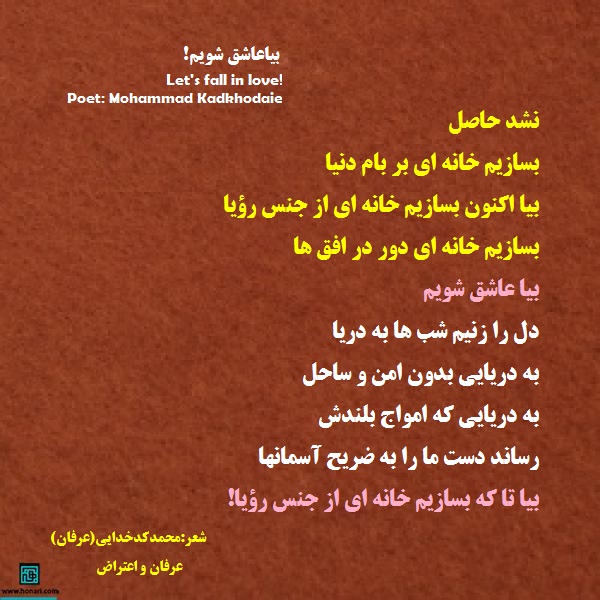 بیاعاشق شویم!
Let's fall in love!
Poet: Mohammad Kadkhodaie
نشد حاصل
بسازیم خانه ای بر بام دنیا
بیا اکنون بسازیم خانه ای از جنس رؤیا
بسازیم خانه ای دور در افق ها
بیا عاشق شویم
دل را زنیم شب ها به دریا
به دریایی بدون امن و ساحل
به دریایی که امواج بلندش
رساند دست ما را به ضریح آسمانها
بیا تا که بسازیم خانه ای از جنس رؤیا!
شعر:محمدکدخدایی(عرفان)
عرفان و اعتراض
www.honari.com